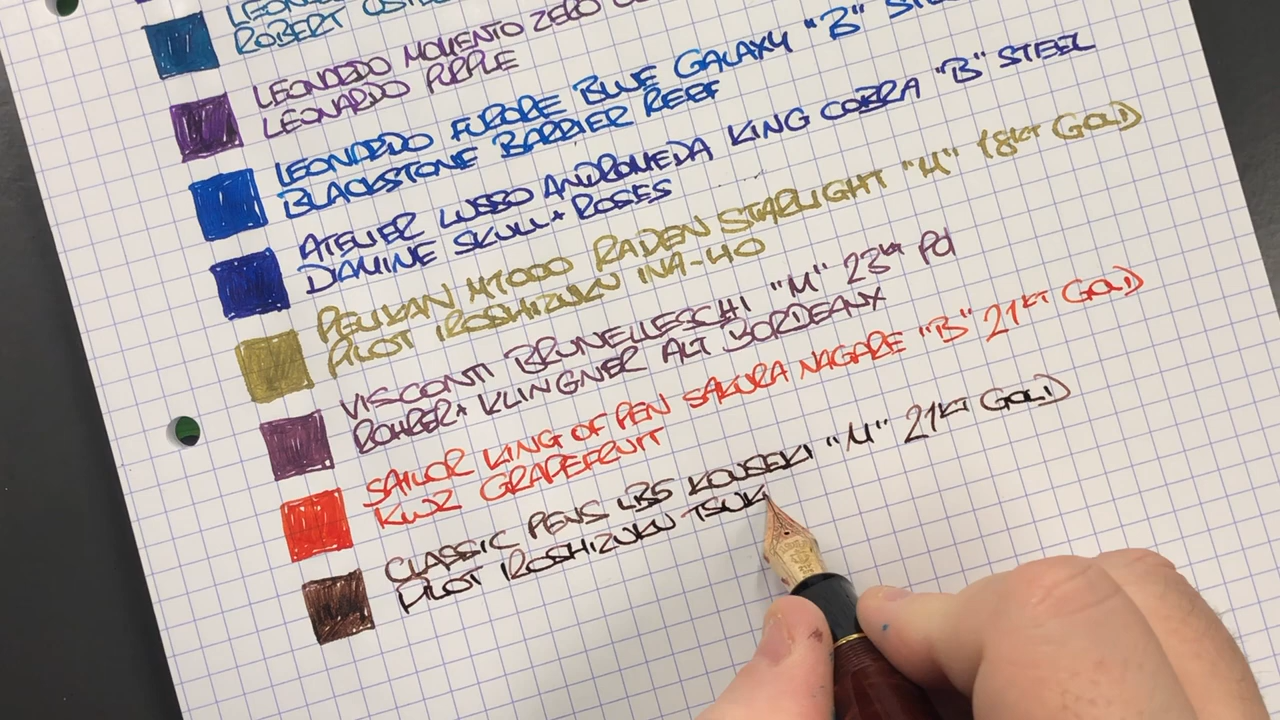 ROBERT
LEONARDO MOMENTO ZERO
LEONARDO PURPLE
LEONARDO FURORE BLUE GALAXY "B"
BLACKSTONE BARRIER REEF
ATELIER LUSSO ANDROMEDA KING COBRA "B" STEEL
DIAMINE SKULL + ROSES
PELIKAN M1000 RADEN STARLIGHT "M" 18KT GOLD
PILOT IROSHIZUKU INA-HO
VISCONTI BRUNELLESCHI "M" 23KT Pd
ROHRER + KLINGNER ALT BORDEAUX
SAILOR KING OF PEN SAKURA NAGARE "B" 21KT GOLD
KWZ GRAPEFRUIT
CLASSIC PENS LB5 KOUSEKI "M" 21KT GOLD
PILOT IROSHIZUKU TSUK